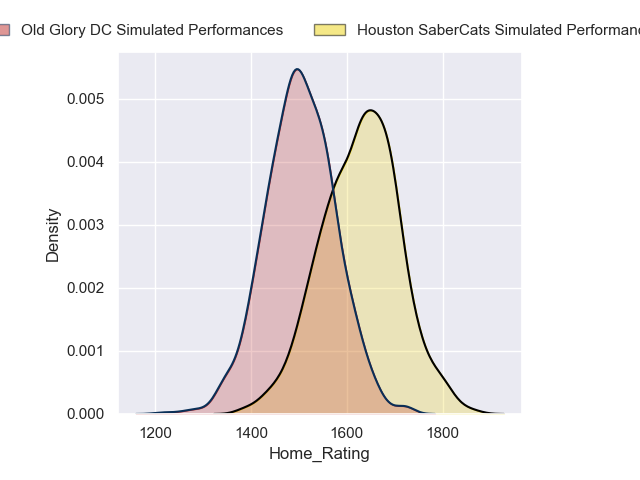 Old Glory DC Simulated Performances
Houston SaberCats Simulated
0.005
0.004
0.003
0.002
0.001
0.000
Density
1200
1400
1600
1800
Home_Rating